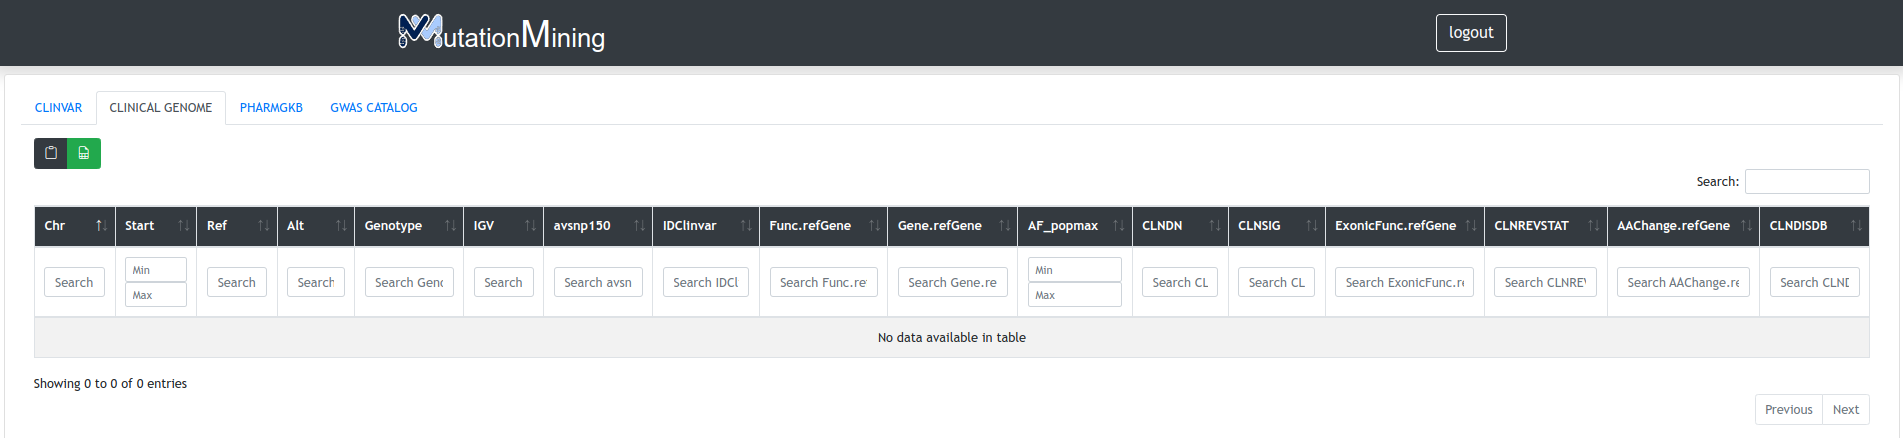 MutationMining
logout
CLINVAR CLINICAL GENOME PHARMGKB GWAS CATALOG
Search:
Chr Start Ref Alt Genotype IGV avsnp150 IDClinvar Func.refGene Gene.refGene AF_popmax CLNDN CLNSIG ExonicFunc.refGene CLNREVSTAT AAChange.refGene CLNDISDB
Min Min
Search Search Search Search Genc Search Search avsn Search IDCl Search Func.re Search Gene.re Search CL Search CL Search ExonicFunc.re Search CLNRE Search AAChange.re Search CLND
Max Max
No data available in table
Showing 0 to 0 of 0 entries
Previous Next